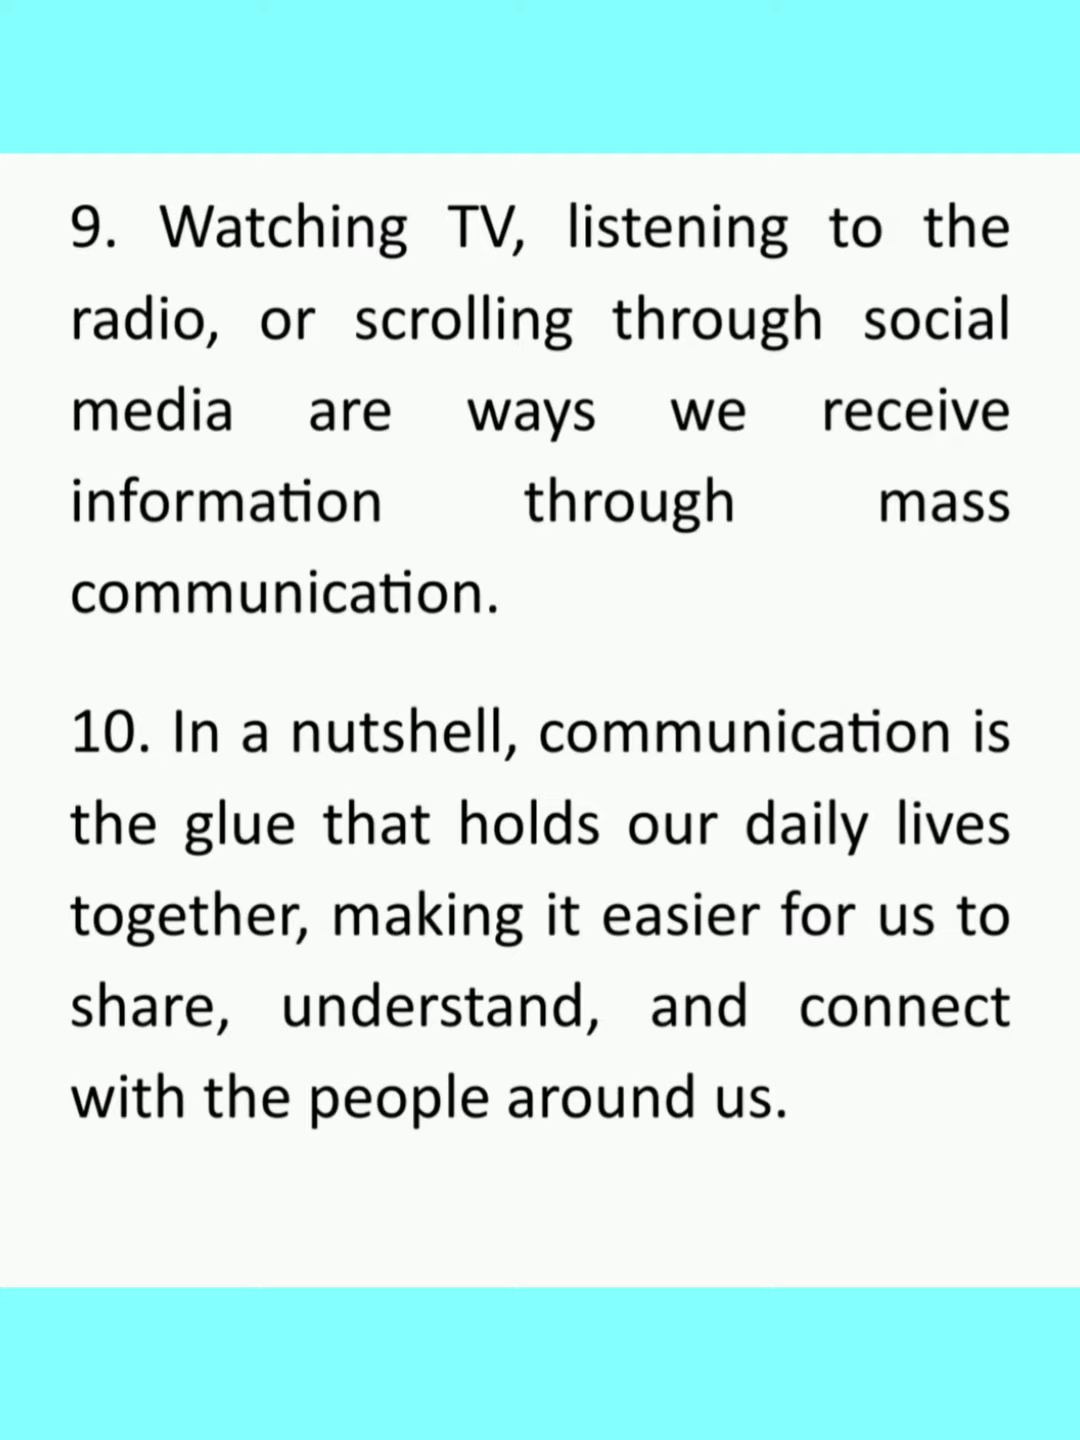 9. Watching TV, listening to the
radio, or scrolling through social
media are ways we receive
information through mass
communication.
10. In a nutshell, communication is
the glue that holds our daily lives
together, making it easier for us to
share, understand, and connect
with the people around us.